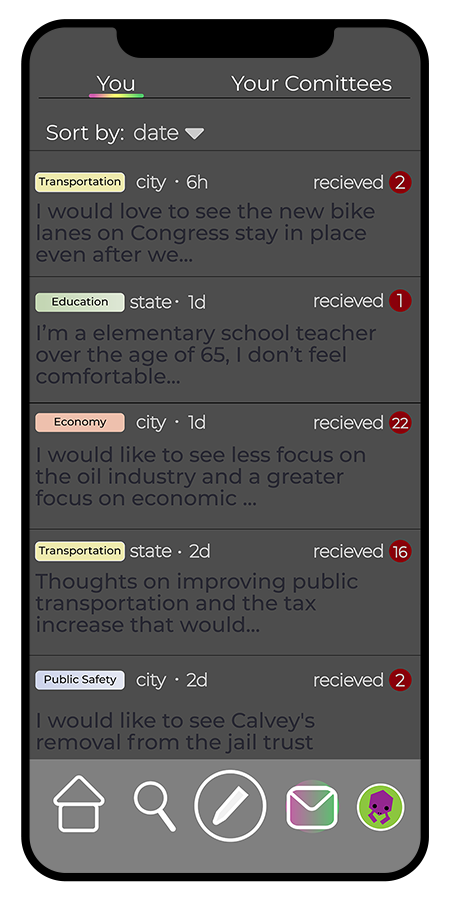 You Your Comittees
Sort by: date
Transportation city · 6h recieved 2
I would love to see the new bike
lanes on Congress stay in place
even after we...
Education state · 1d recieved 1
I’m a elementary school teacher
over the age of 65, I don’t feel
comfortable...
Economy city · 1d recieved 22
I would like to see less focus on
the oil industry and a greater
focus on economic ...
Transportation state · 2d recieved 16
Thoughts on improving public
transportation and the tax
increase that would...
Public Safety city · 2d recieved 2
I would like to see Calvey's
removal from the jail trust